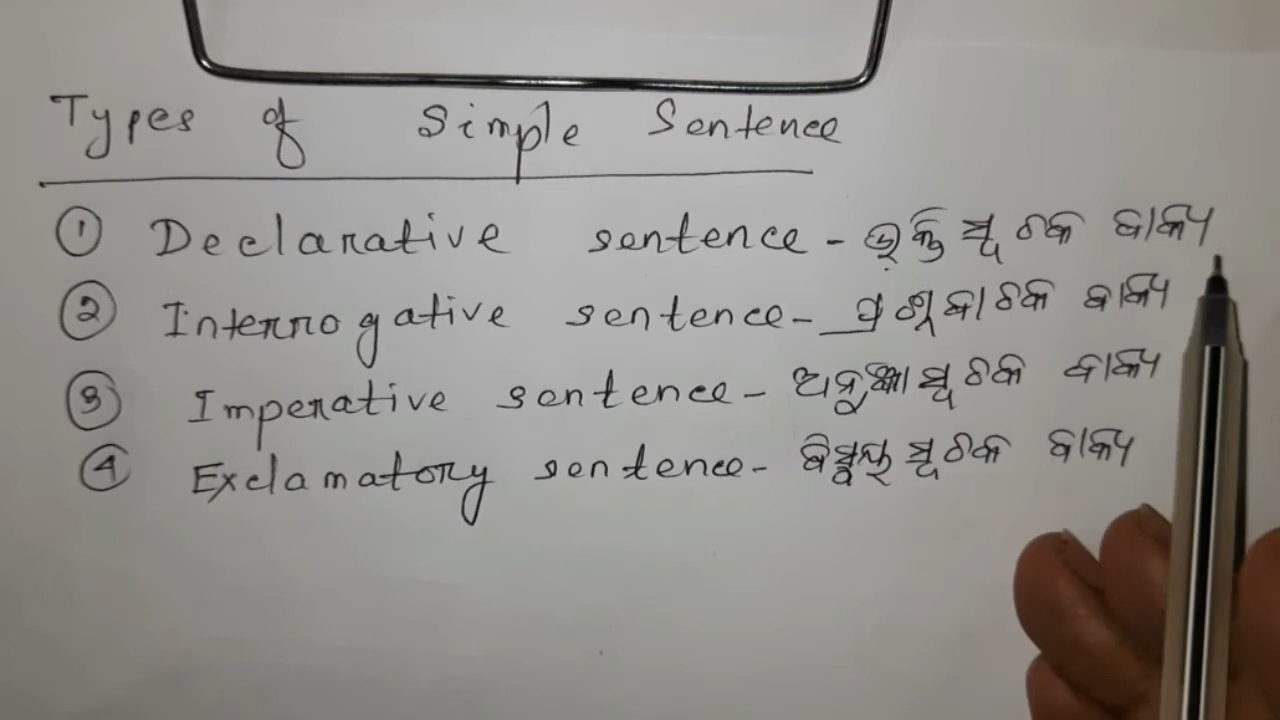 Types of Simple Sentence
① Declarative sentence - ଉକ୍ତିସୂଚକ ବାକ୍ୟ
② Interrogative sentence - ପ୍ରଶ୍ନବାଚକ ବାକ୍ୟ
③ Imperative sentence - ଅନୁଜ୍ଞାସୂଚକ ବାକ୍ୟ
④ Exclamatory sentence - ବିସ୍ମୟସୂଚକ ବାକ୍ୟ